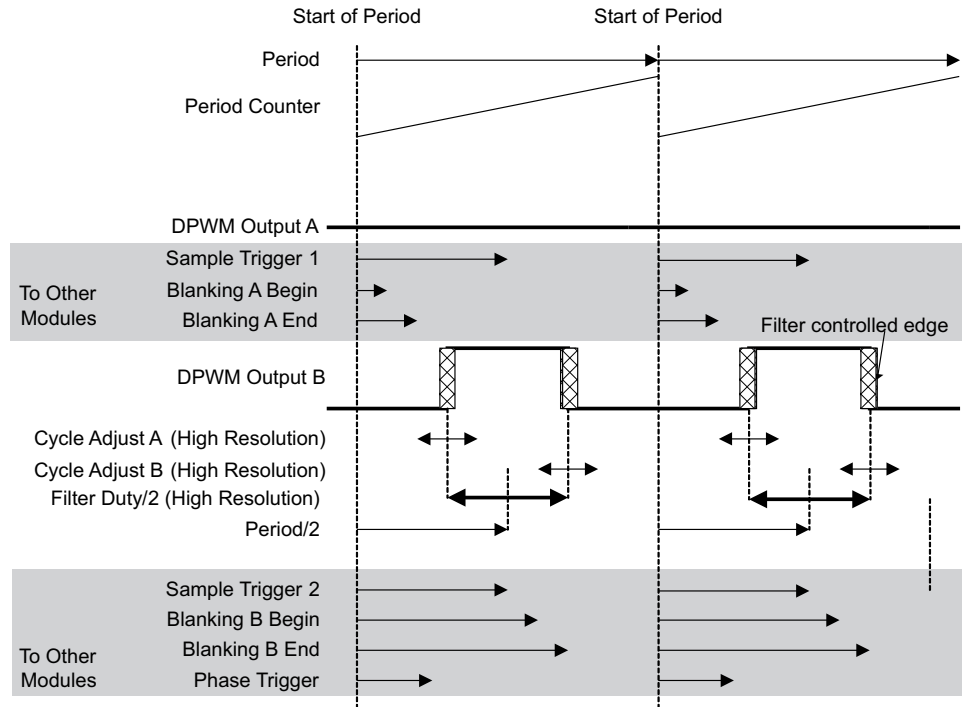 Start of Period
Start of Period
Period
Period Counter
DPWM Output A
Sample Trigger 1
Blanking A Begin
Blanking A End
To Other
Modules
Filter controlled edge
DPWM Output B
Cycle Adjust A (High Resolution)
Cycle Adjust B (High Resolution)
Filter Duty/2 (High Resolution)
Period/2
Sample Trigger 2
Blanking B Begin
Blanking B End
Phase Trigger
To Other
Modules